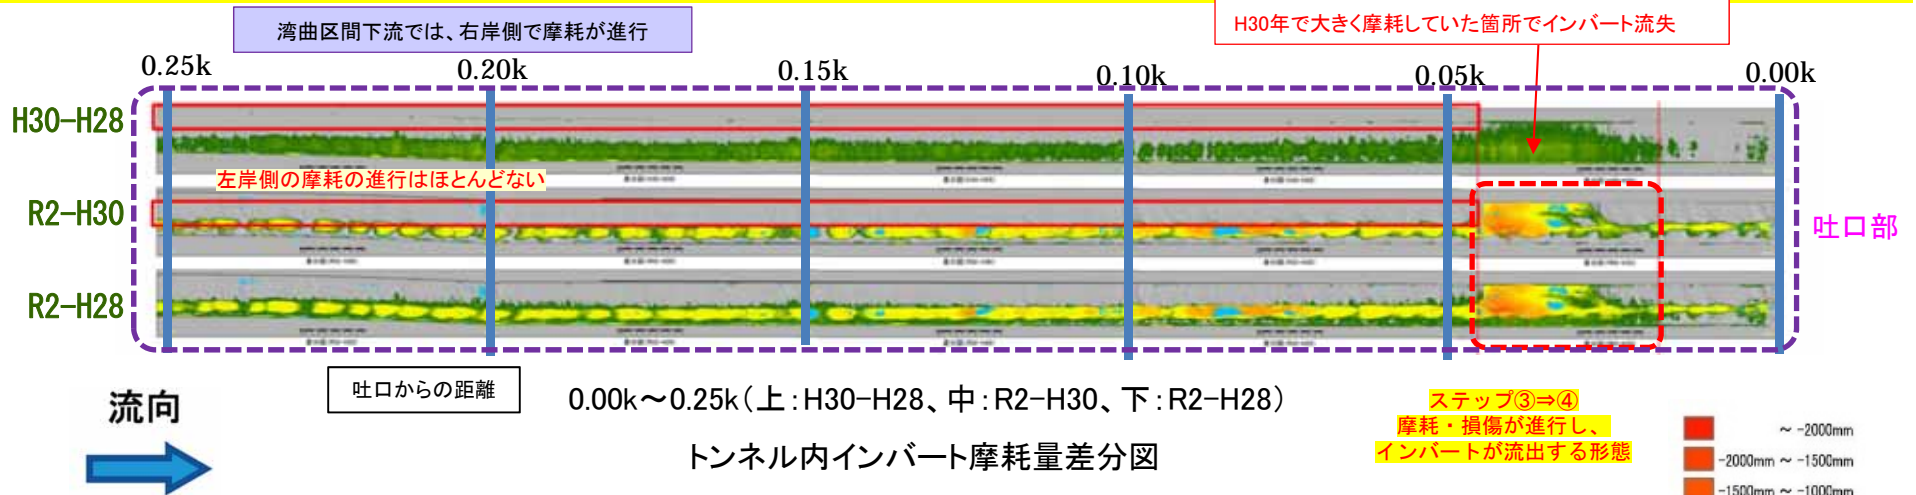 湾曲区間下流では、右岸側で摩耗が進行
H30年で大きく摩耗していた箇所でインバート流失
0.25k
0.20k
0.15k
0.10k
0.05k
0.00k
H30-H28
左岸側の摩耗の進行はほとんどない
R2-H30
吐口部
R2-H28
吐口からの距離
0.00k～0.25k(上:H30-H28、中:R2-H30、下:R2-H28)
トンネル内インバート摩耗量差分図
流向
ステップ③⇒④
摩耗・損傷が進行し、
インバートが流出する形態
～ -2000mm
-2000mm ～ -1500mm
-1500mm ～ -1000mm